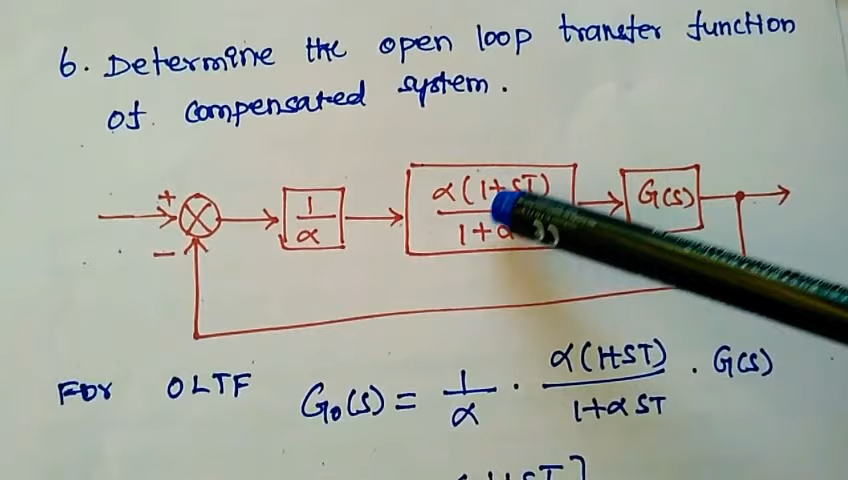 6. Determine the open loop transfer function
of compensated system.
+
1/α
α(1+ST)
1+α
G(s)
−
For OLTF G₀(s) = 1/α · α(1+ST)/1+αST · G(s)